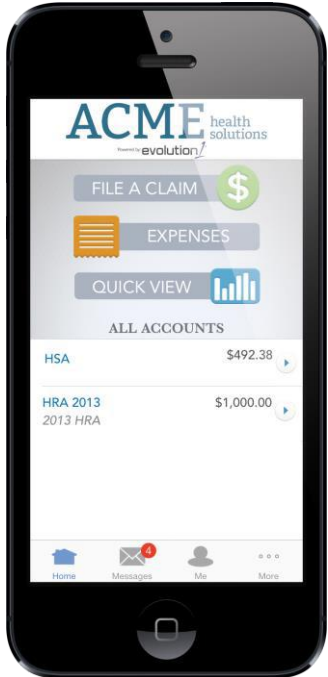 ACME health solutions
Powered by evolution1
FILE A CLAIM $
EXPENSES
QUICK VIEW
ALL ACCOUNTS
HSA $492.38
HRA 2013 $1,000.00
2013 HRA
4
Home Messages Me More